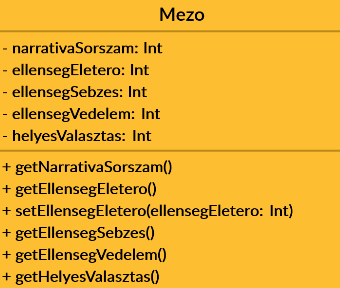 Mezo
- narrativaSorszam: Int
- ellensegEletero: Int
- ellensegSebzes: Int
- ellensegVedelem: Int
- helyesValasztas: Int
+ getNarrativaSorszam()
+ getEllensegEletero()
+ setEllensegEletero(ellensegEletero: Int)
+ getEllensegSebzes()
+ getEllensegVedelem()
+ getHelyesValasztas()